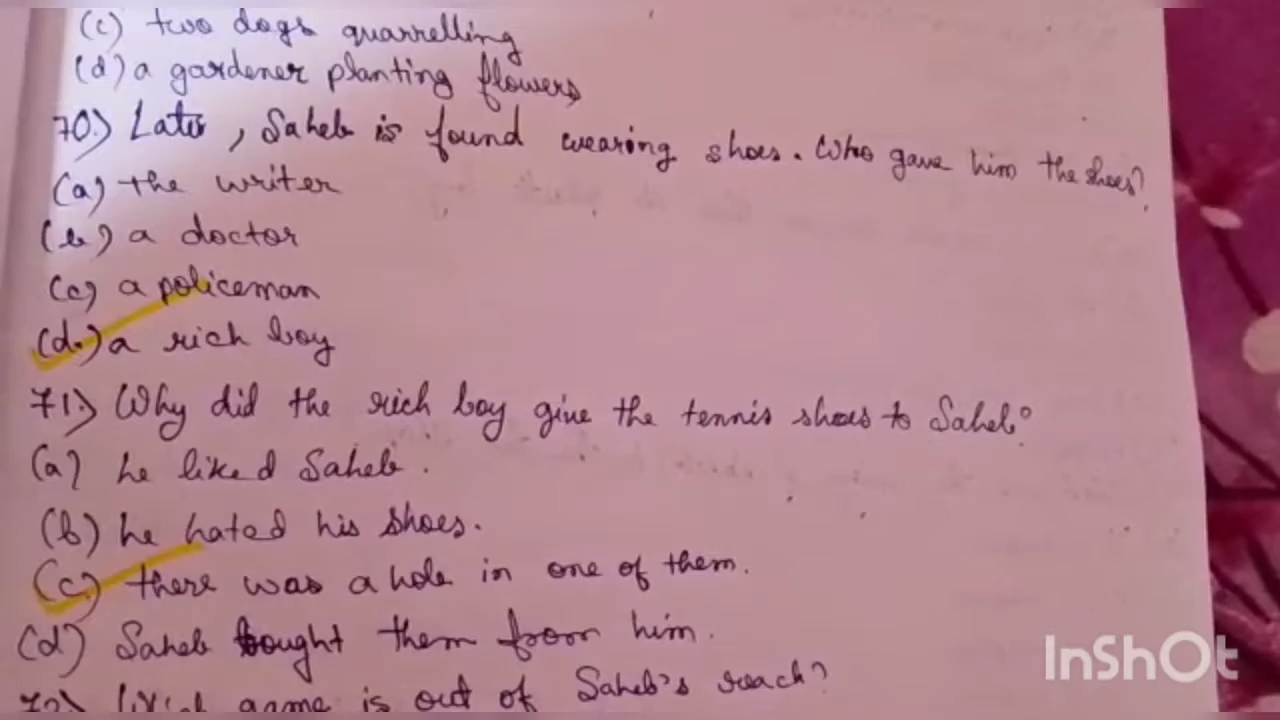 (c) two dogs quarrelling
(d) a gardener planting flowers
70.) Later, Saheb is found wearing shoes. Who gave him the shoes?
(a) the writer
(b) a doctor
(c) a policeman
(d.) a rich boy
71.) Why did the rich boy give the tennis shoes to Saheb?
(a) he liked Saheb.
(b) he hated his shoes.
(c) there was a hole in one of them.
(d) Saheb bought them from him.
72.) Which game is out of Saheb's reach?
InShOt